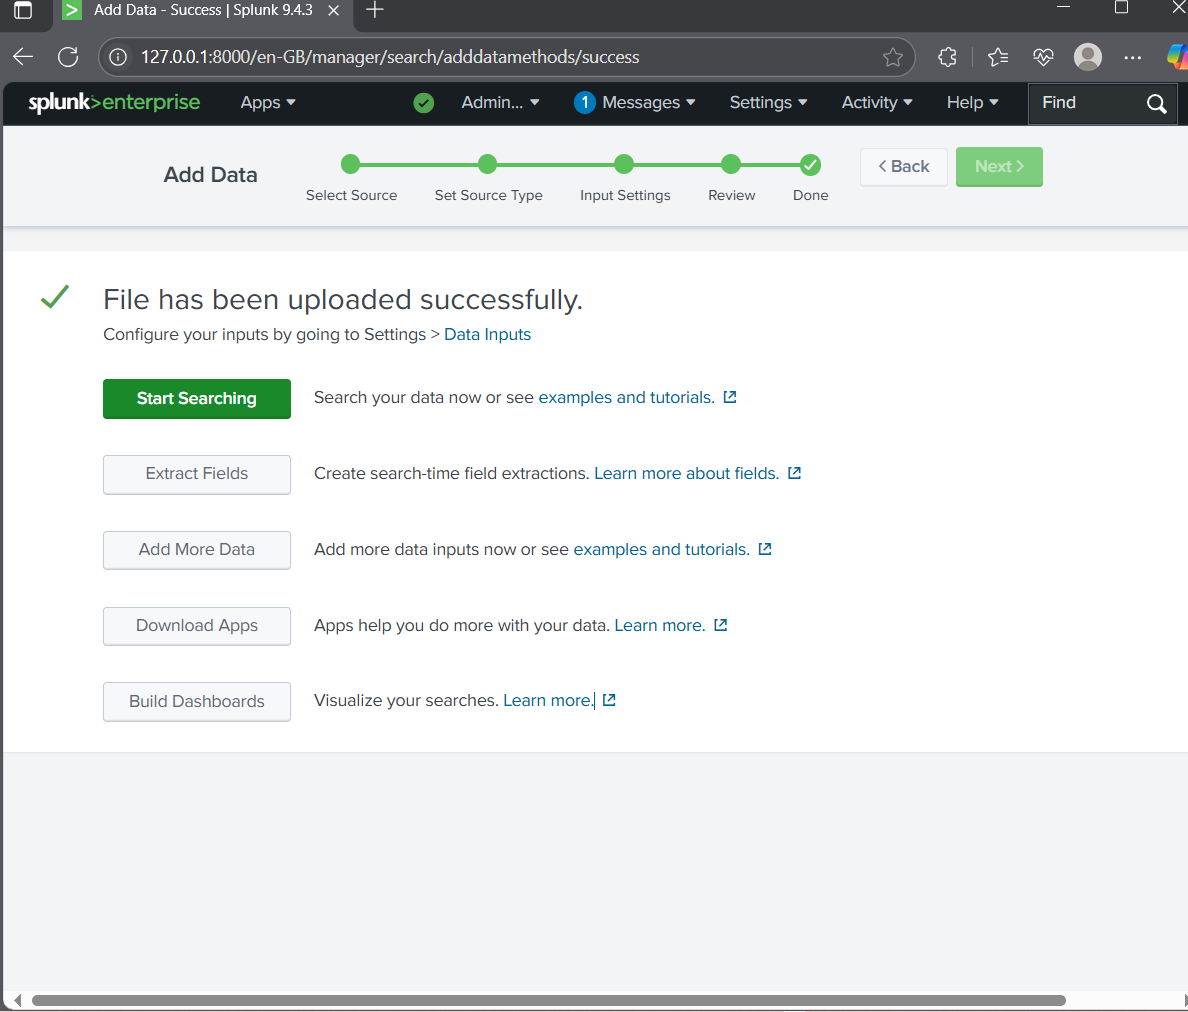 Add Data - Success | Splunk 9.4.3
127.0.0.1:8000/en-GB/manager/search/adddatamethods/success
splunk>enterprise Apps Admin... 1 Messages Settings Activity Help Find
Add Data
Select Source Set Source Type Input Settings Review Done
< Back Next >
File has been uploaded successfully.
Configure your inputs by going to Settings > Data Inputs
Start Searching Search your data now or see examples and tutorials.
Extract Fields Create search-time field extractions. Learn more about fields.
Add More Data Add more data inputs now or see examples and tutorials.
Download Apps Apps help you do more with your data. Learn more.
Build Dashboards Visualize your searches. Learn more.